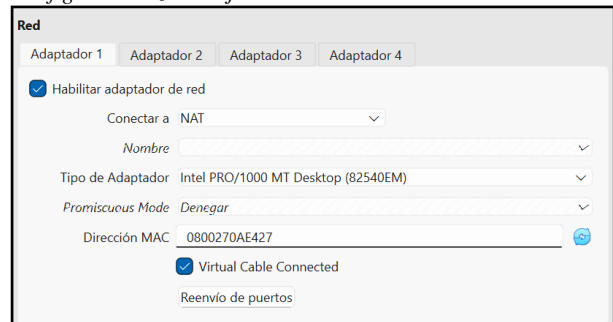 Red
Adaptador 1 Adaptador 2 Adaptador 3 Adaptador 4
Habilitar adaptador de red
Conectar a NAT
Nombre
Tipo de Adaptador Intel PRO/1000 MT Desktop (82540EM)
Promiscuous Mode Denegar
Dirección MAC 0800270AE427
Virtual Cable Connected
Reenvío de puertos